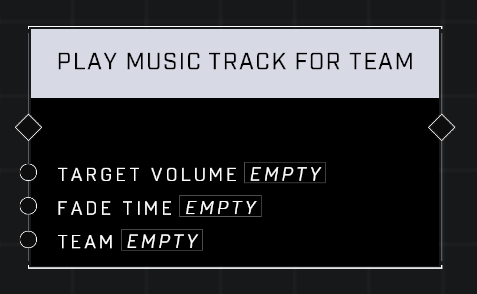 PLAY MUSIC TRACK FOR TEAM
TARGET VOLUME EMPTY
FADE TIME EMPTY
TEAM EMPTY